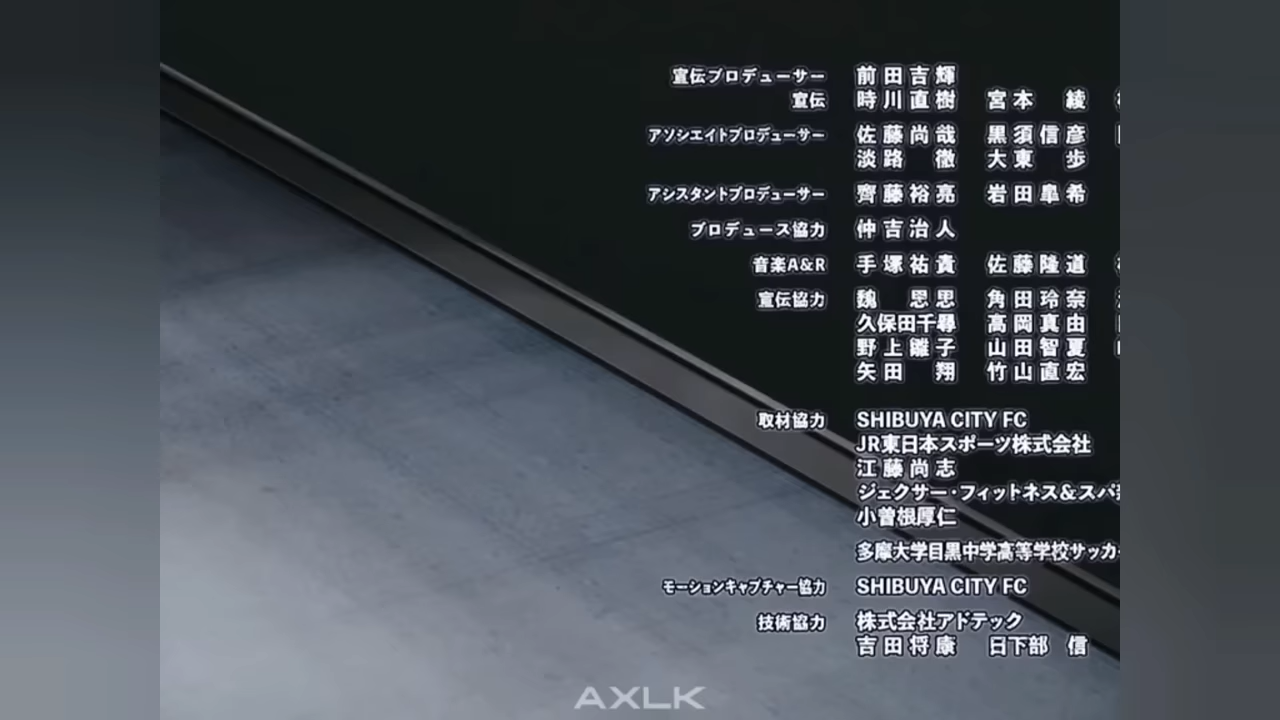 宣伝プロデューサー 前田吉輝
宣伝 時川直樹 宮本 綾
アソシエイトプロデューサー 佐藤尚哉 黒須信彦
淡路 徹 大東 歩
アシスタントプロデューサー 齊藤裕亮 岩田皐希
プロデュース協力 仲吉治人
音楽A&R 手塚祐貴 佐藤隆道
宣伝協力 魏 恩思 角田玲奈
久保田千尋 高岡真由
野上雛子 山田智夏
矢田 翔 竹山直宏
取材協力 SHIBUYA CITY FC
JR東日本スポーツ株式会社
江藤尚志
ジェクサー・フィットネス&スパ
小曽根厚仁
多摩大学目黒中学高等学校サッカー
モーションキャプチャー協力 SHIBUYA CITY FC
技術協力 株式会社アドテック
吉田将康 日下部 信
AXLK